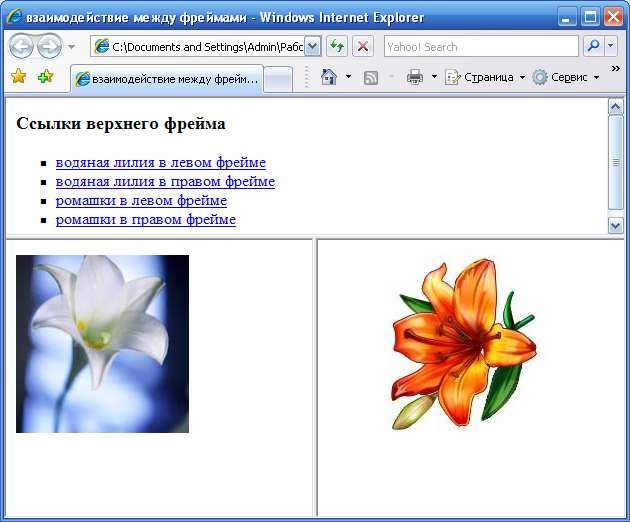 взаимодействие между фреймами - Windows Internet Explorer
C:\Documents and Settings\Admin\Рабо
Yahoo! Search
взаимодействие между фрейм...
Страница
Сервис
»
Ссылки верхнего фрейма
водяная лилия в левом фрейме
водяная лилия в правом фрейме
ромашки в левом фрейме
ромашки в правом фрейме